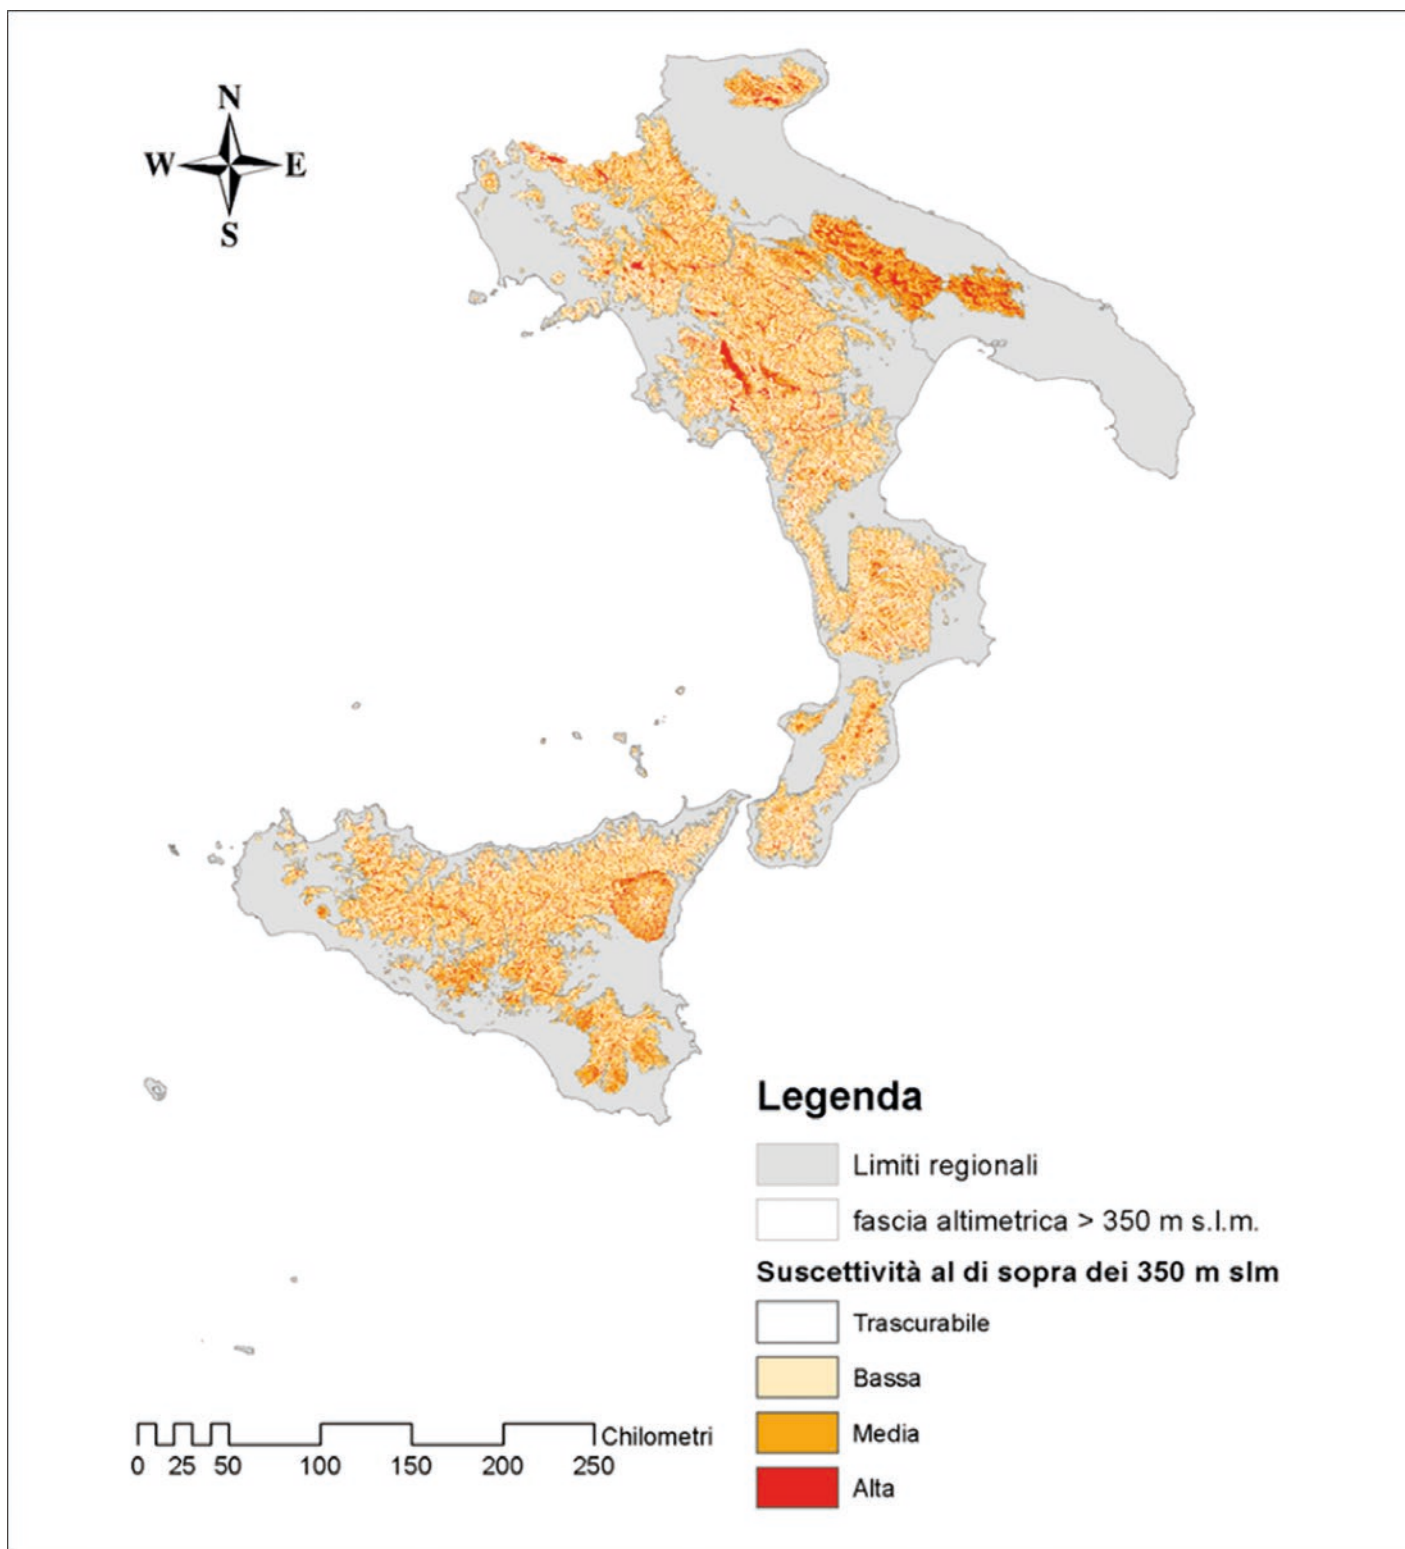 N
W E
S
Legenda
Limiti regionali
fascia altimetrica > 350 m s.l.m.
Suscettività al di sopra dei 350 m slm
Trascurabile
Bassa
Media
Alta
Chilometri
0 25 50 100 150 200 250